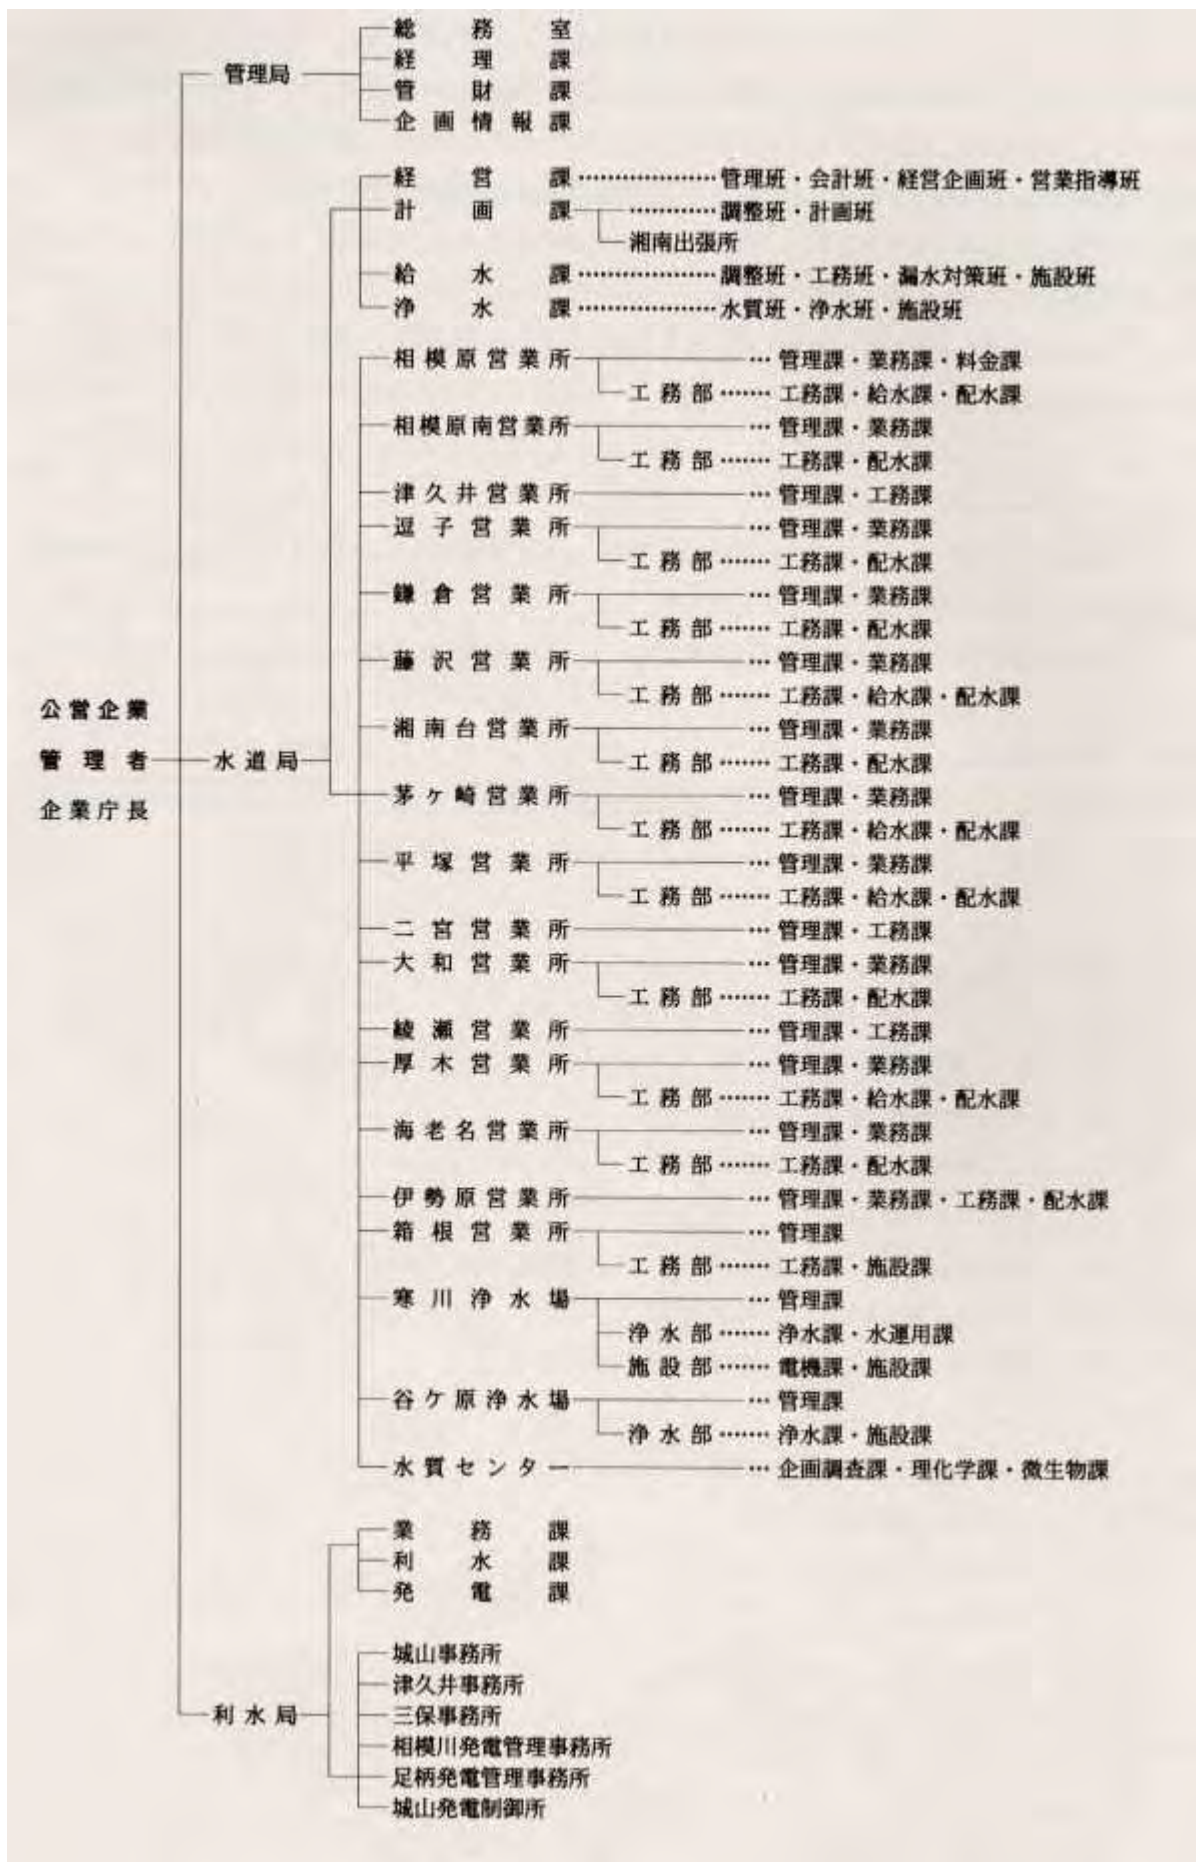 総務室
経理課
管理局
管財課
企画情報課
経営課………………管理班・会計班・経営企画班・営業指導班
計画課…………調整班・計画班
湘南出張所
給水課………………調整班・工務班・漏水対策班・施設班
浄水課………………水質班・浄水班・施設班
相模原営業所…管理課・業務課・料金課
工務部……工務課・給水課・配水課
相模原南営業所…管理課・業務課
工務部……工務課・配水課
津久井営業所…管理課・工務課
逗子営業所…管理課・業務課
工務部……工務課・配水課
鎌倉営業所…管理課・業務課
工務部……工務課・配水課
藤沢営業所…管理課・業務課
工務部……工務課・給水課・配水課
公営企業
管理者
企業庁長
水道局
湘南台営業所…管理課・業務課
工務部……工務課・配水課
茅ヶ崎営業所…管理課・業務課
工務部……工務課・給水課・配水課
平塚営業所…管理課・業務課
工務部……工務課・給水課・配水課
二宮営業所…管理課・工務課
大和営業所…管理課・業務課
工務部……工務課・配水課
綾瀬営業所…管理課・工務課
厚木営業所…管理課・業務課
工務部……工務課・給水課・配水課
海老名営業所…管理課・業務課
工務部……工務課・配水課
伊勢原営業所…管理課・業務課・工務課・配水課
箱根営業所…管理課
工務部……工務課・施設課
寒川浄水場…管理課
浄水部……浄水課・水運用課
施設部……電機課・施設課
谷ケ原浄水場…管理課
浄水部……浄水課・施設課
水質センター…企画調査課・理化学課・微生物課
業務課
利水課
発電課
利水局
城山事務所
津久井事務所
三保事務所
相模川発電管理事務所
足柄発電管理事務所
城山発電制御所